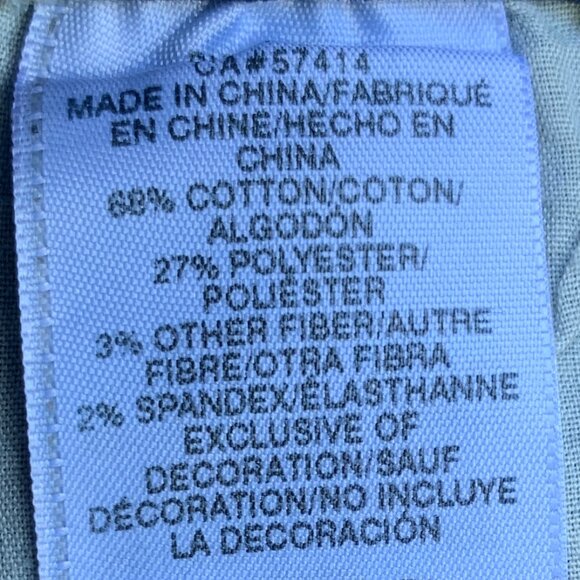 CA#57414
MADE IN CHINA/FABRIQUÉ
EN CHINE/HECHO EN
CHINA
68% COTTON/COTON/
ALGODÓN
27% POLYESTER/
POLIÉSTER
3% OTHER FIBER/AUTRE
FIBRE/OTRA FIBRA
2% SPANDEX/ÉLASTHANNE
EXCLUSIVE OF
DECORATION/SAUF
DÉCORATION/NO INCLUYE
LA DECORACIÓN